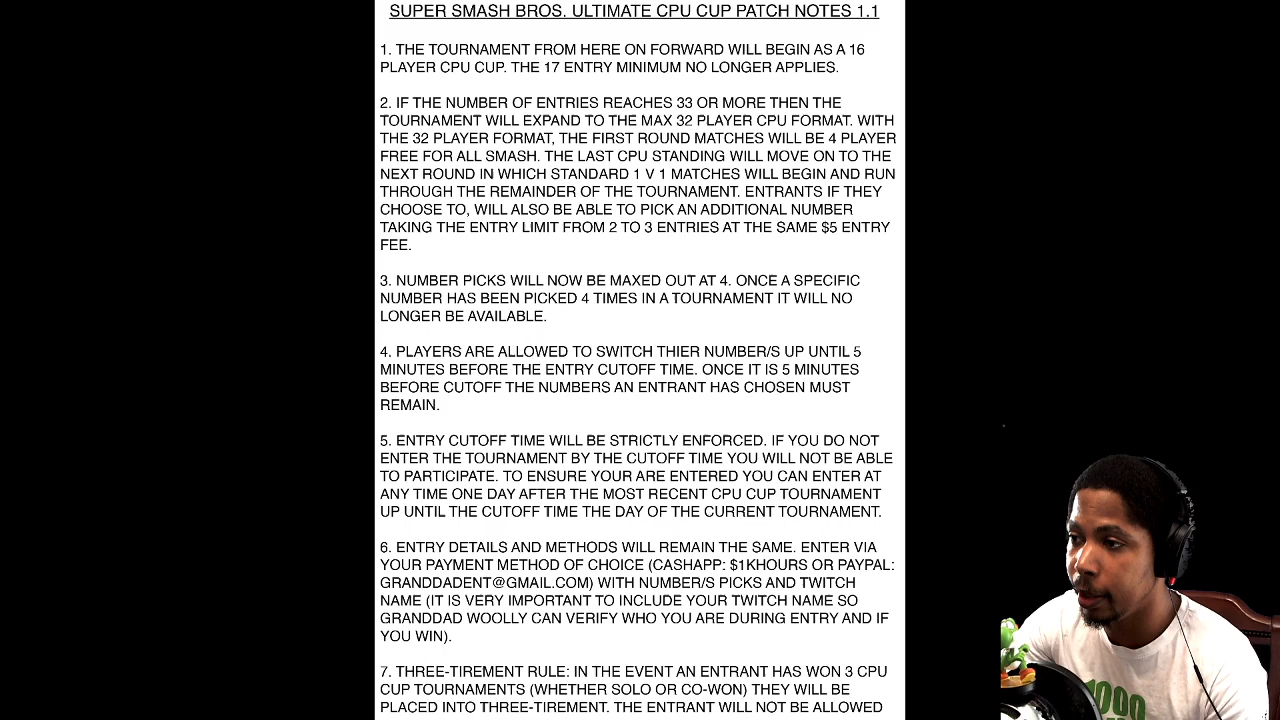 SUPER SMASH BROS. ULTIMATE CPU CUP PATCH NOTES 1.1
1. THE TOURNAMENT FROM HERE ON FORWARD WILL BEGIN AS A 16
PLAYER CPU CUP. THE 17 ENTRY MINIMUM NO LONGER APPLIES.
2. IF THE NUMBER OF ENTRIES REACHES 33 OR MORE THEN THE
TOURNAMENT WILL EXPAND TO THE MAX 32 PLAYER CPU FORMAT. WITH
THE 32 PLAYER FORMAT, THE FIRST ROUND MATCHES WILL BE 4 PLAYER
FREE FOR ALL SMASH. THE LAST CPU STANDING WILL MOVE ON TO THE
NEXT ROUND IN WHICH STANDARD 1 V 1 MATCHES WILL BEGIN AND RUN
THROUGH THE REMAINDER OF THE TOURNAMENT. ENTRANTS IF THEY
CHOOSE TO, WILL ALSO BE ABLE TO PICK AN ADDITIONAL NUMBER
TAKING THE ENTRY LIMIT FROM 2 TO 3 ENTRIES AT THE SAME $5 ENTRY
FEE.
3. NUMBER PICKS WILL NOW BE MAXED OUT AT 4. ONCE A SPECIFIC
NUMBER HAS BEEN PICKED 4 TIMES IN A TOURNAMENT IT WILL NO
LONGER BE AVAILABLE.
4. PLAYERS ARE ALLOWED TO SWITCH THIER NUMBER/S UP UNTIL 5
MINUTES BEFORE THE ENTRY CUTOFF TIME. ONCE IT IS 5 MINUTES
BEFORE CUTOFF THE NUMBERS AN ENTRANT HAS CHOSEN MUST
REMAIN.
5. ENTRY CUTOFF TIME WILL BE STRICTLY ENFORCED. IF YOU DO NOT
ENTER THE TOURNAMENT BY THE CUTOFF TIME YOU WILL NOT BE ABLE
TO PARTICIPATE. TO ENSURE YOUR ARE ENTERED YOU CAN ENTER AT
ANY TIME ONE DAY AFTER THE MOST RECENT CPU CUP TOURNAMENT
UP UNTIL THE CUTOFF TIME THE DAY OF THE CURRENT TOURNAMENT.
6. ENTRY DETAILS AND METHODS WILL REMAIN THE SAME. ENTER VIA
YOUR PAYMENT METHOD OF CHOICE (CASHAPP: $1KHOURS OR PAYPAL:
GRANDDADENT@GMAIL.COM) WITH NUMBER/S PICKS AND TWITCH
NAME (IT IS VERY IMPORTANT TO INCLUDE YOUR TWITCH NAME SO
GRANDDAD WOOLLY CAN VERIFY WHO YOU ARE DURING ENTRY AND IF
YOU WIN).
7. THREE-TIREMENT RULE: IN THE EVENT AN ENTRANT HAS WON 3 CPU
CUP TOURNAMENTS (WHETHER SOLO OR CO-WON) THEY WILL BE
PLACED INTO THREE-TIREMENT. THE ENTRANT WILL NOT BE ALLOWED
1000